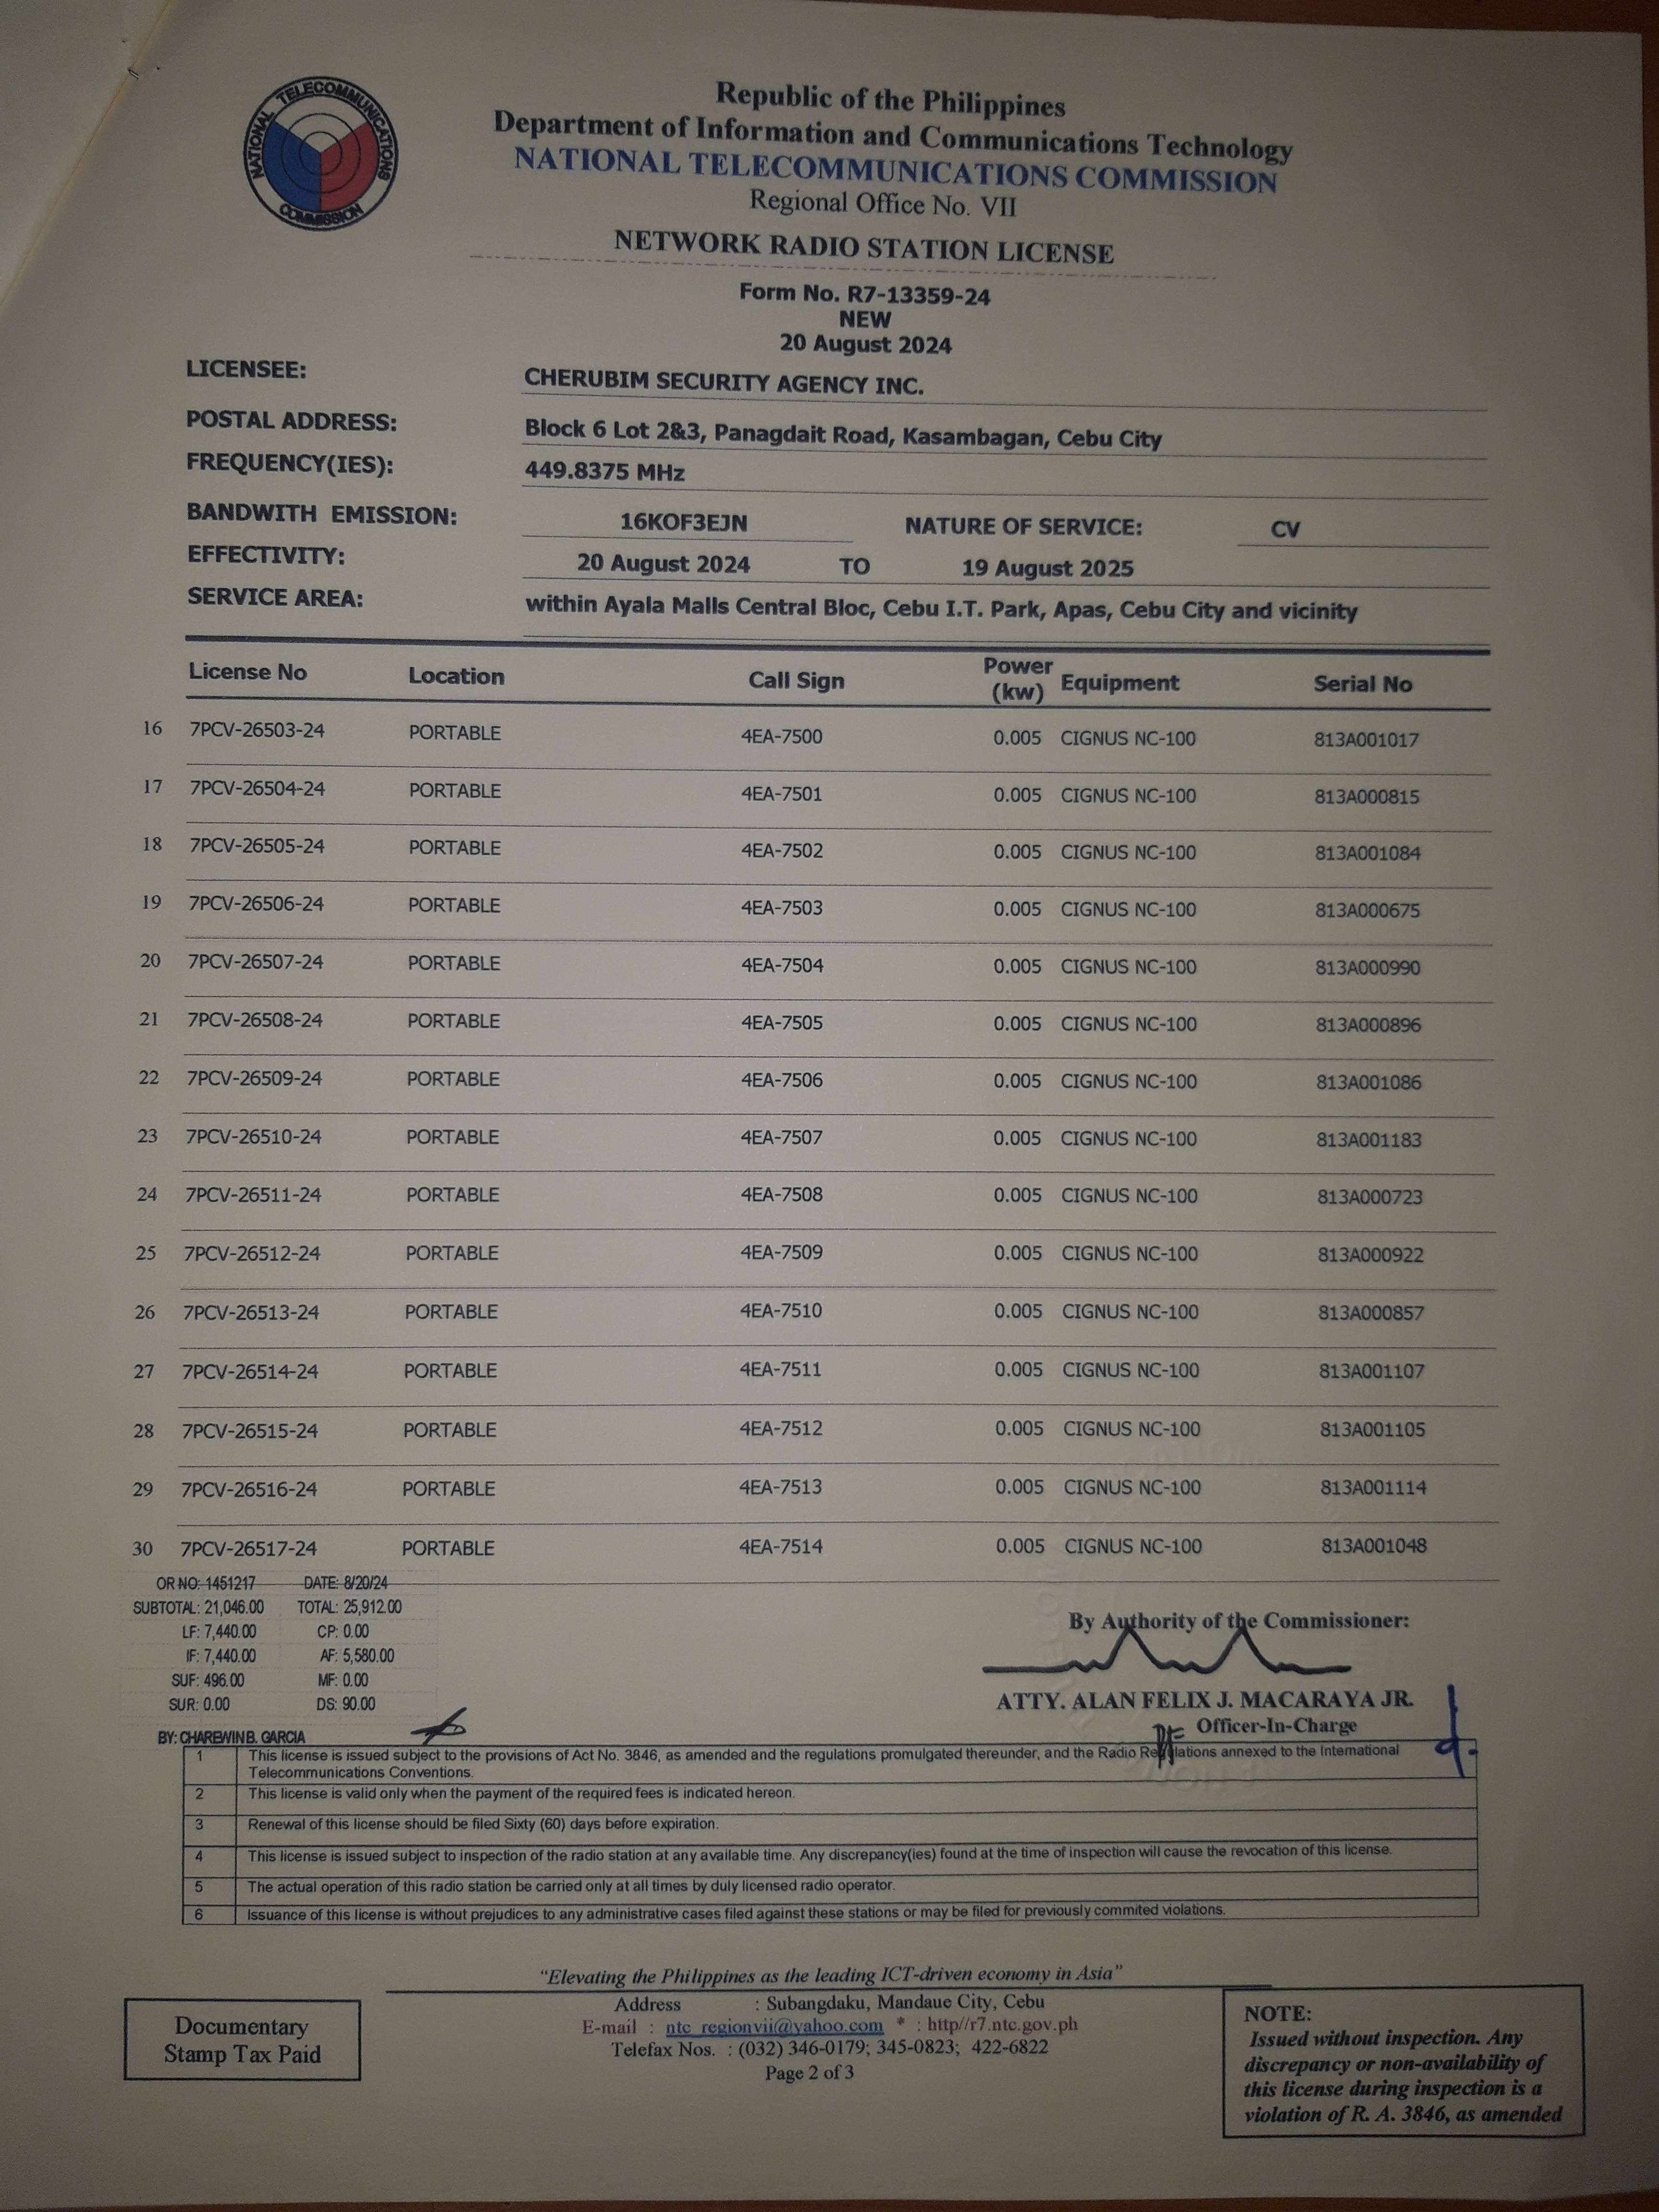 NATIONAL TELECOMMUNICATIONS COMMISSION
Republic of the Philippines
Department of Information and Communications Technology
NATIONAL TELECOMMUNICATIONS COMMISSION
Regional Office No. VII
NETWORK RADIO STATION LICENSE
Form No. R7-13359-24
NEW
20 August 2024
LICENSEE: CHERUBIM SECURITY AGENCY INC.
POSTAL ADDRESS: Block 6 Lot 2&3, Panagdait Road, Kasambagan, Cebu City
FREQUENCY(IES): 449.8375 MHz
BANDWITH EMISSION: 16KOF3EJN NATURE OF SERVICE: CV
EFFECTIVITY: 20 August 2024 TO 19 August 2025
SERVICE AREA: within Ayala Malls Central Bloc, Cebu I.T. Park, Apas, Cebu City and vicinity
License No Location Call Sign Power (kw) Equipment Serial No
16 7PCV-26503-24 PORTABLE 4EA-7500 0.005 CIGNUS NC-100 813A001017
17 7PCV-26504-24 PORTABLE 4EA-7501 0.005 CIGNUS NC-100 813A000815
18 7PCV-26505-24 PORTABLE 4EA-7502 0.005 CIGNUS NC-100 813A001084
19 7PCV-26506-24 PORTABLE 4EA-7503 0.005 CIGNUS NC-100 813A000675
20 7PCV-26507-24 PORTABLE 4EA-7504 0.005 CIGNUS NC-100 813A000990
21 7PCV-26508-24 PORTABLE 4EA-7505 0.005 CIGNUS NC-100 813A000896
22 7PCV-26509-24 PORTABLE 4EA-7506 0.005 CIGNUS NC-100 813A001086
23 7PCV-26510-24 PORTABLE 4EA-7507 0.005 CIGNUS NC-100 813A001183
24 7PCV-26511-24 PORTABLE 4EA-7508 0.005 CIGNUS NC-100 813A000723
25 7PCV-26512-24 PORTABLE 4EA-7509 0.005 CIGNUS NC-100 813A000922
26 7PCV-26513-24 PORTABLE 4EA-7510 0.005 CIGNUS NC-100 813A000857
27 7PCV-26514-24 PORTABLE 4EA-7511 0.005 CIGNUS NC-100 813A001107
28 7PCV-26515-24 PORTABLE 4EA-7512 0.005 CIGNUS NC-100 813A001105
29 7PCV-26516-24 PORTABLE 4EA-7513 0.005 CIGNUS NC-100 813A001114
30 7PCV-26517-24 PORTABLE 4EA-7514 0.005 CIGNUS NC-100 813A001048
OR NO: 1451217 DATE: 8/20/24
SUBTOTAL: 21,046.00 TOTAL: 25,912.00
LF: 7,440.00 CP: 0.00
IF: 7,440.00 AF: 5,580.00
SUF: 496.00 MF: 0.00
SUR: 0.00 DS: 90.00
BY: CHAREWIN B. GARCIA
By Authority of the Commissioner:
ATTY. ALAN FELIX J. MACARAYA JR.
Officer-In-Charge
1 This license is issued subject to the provisions of Act No. 3846, as amended and the regulations promulgated thereunder, and the Radio Regulations annexed to the International
Telecommunications Conventions.
2 This license is valid only when the payment of the required fees is indicated hereon.
3 Renewal of this license should be filed Sixty (60) days before expiration.
4 This license is issued subject to inspection of the radio station at any available time. Any discrepancy(ies) found at the time of inspection will cause the revocation of this license.
5 The actual operation of this radio station be carried only at all times by duly licensed radio operator.
6 Issuance of this license is without prejudices to any administrative cases filed against these stations or may be filed for previously commited violations.
“Elevating the Philippines as the leading ICT-driven economy in Asia”
Address : Subangdaku, Mandaue City, Cebu
E-mail : ntc_regionvii@yahoo.com * : http//r7.ntc.gov.ph
Telefax Nos. : (032) 346-0179; 345-0823; 422-6822
Page 2 of 3
Documentary
Stamp Tax Paid
NOTE:
Issued without inspection. Any
discrepancy or non-availability of
this license during inspection is a
violation of R. A. 3846, as amended